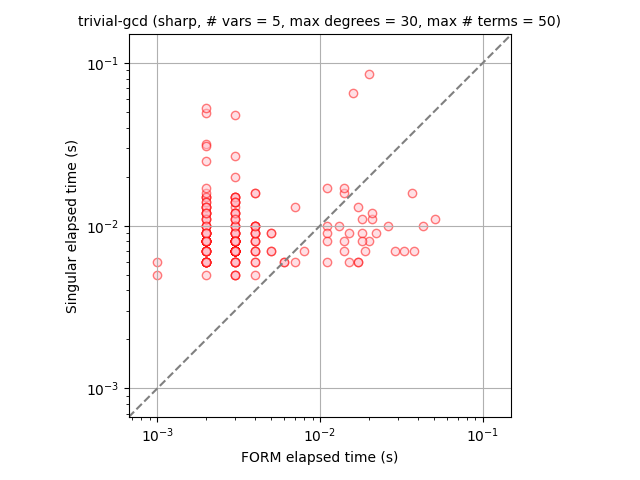 trivial-gcd (sharp, # vars = 5, max degrees = 30, max # terms = 50)
Singular elapsed time (s)
10⁻¹
10⁻²
10⁻³
10⁻³ 10⁻² 10⁻¹
FORM elapsed time (s)